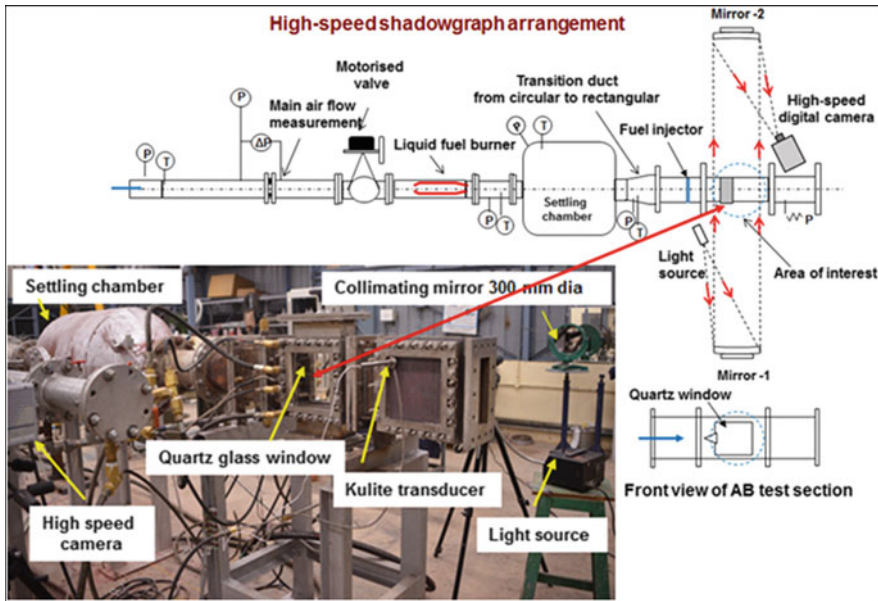 High-speed shadowgraph arrangement
Mirror -2
Motorised
valve
Transition duct
from circular to rectangular
High-speed
digital camera
P
Main air flow
measurement
ΔP
Liquid fuel burner
P
T
Fuel injector
P
T
Settling
chamber
P
T
P
T
P
Light
source
Area of interest
Mirror-1
Settling chamber
Collimating mirror 300 mm dia
Quartz glass window
Kulite transducer
High speed
camera
Light source
Quartz
window
Front view of AB test section